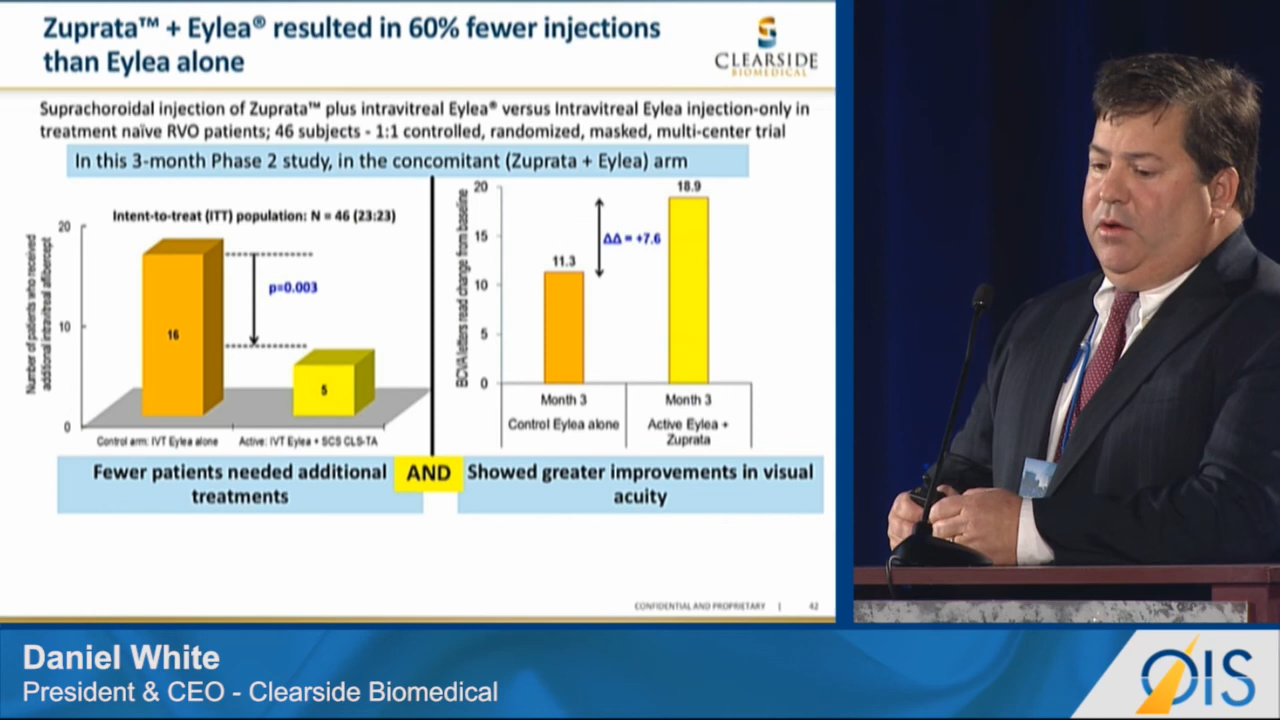 Zuprata™ + Eylea® resulted in 60% fewer injections
than Eylea alone
CLEARSIDE
BIOMEDICAL
Suprachoroidal injection of Zuprata™ plus intravitreal Eylea® versus Intravitreal Eylea injection-only in
treatment naïve RVO patients; 46 subjects - 1:1 controlled, randomized, masked, multi-center trial
In this 3-month Phase 2 study, in the concomitant (Zuprata + Eylea) arm
Intent-to-treat (ITT) population: N = 46 (23:23)
Number of patients who received
additional intravitreal aflibercept
20
10
0
16
p=0.003
5
Control arm: IVT Eylea alone
Active: IVT Eylea + SCS CLS-TA
BCVA letters read change from baseline
20
15
10
5
0
11.3
ΔΔ = +7.6
18.9
Month 3
Month 3
Control Eylea alone
Active Eylea +
Zuprata
Fewer patients needed additional
treatments
AND
Showed greater improvements in visual
acuity
CONFIDENTIAL AND PROPRIETARY | 42
Daniel White
President & CEO - Clearside Biomedical
OIS